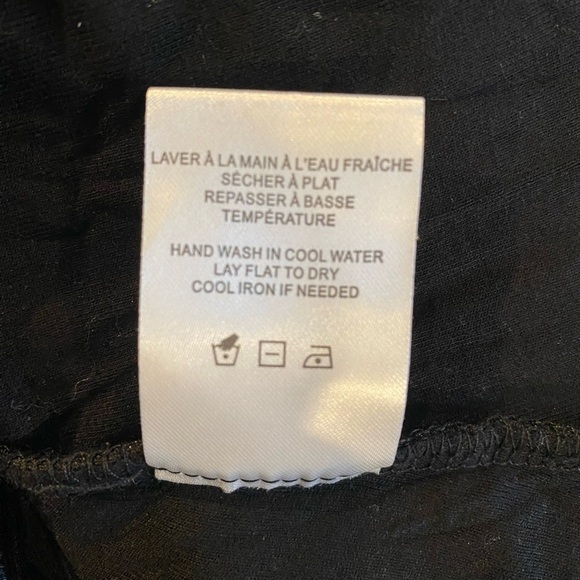 LAVER À LA MAIN À L'EAU FRAÎCHE
SÉCHER À PLAT
REPASSER À BASSE
TEMPÉRATURE
HAND WASH IN COOL WATER
LAY FLAT TO DRY
COOL IRON IF NEEDED